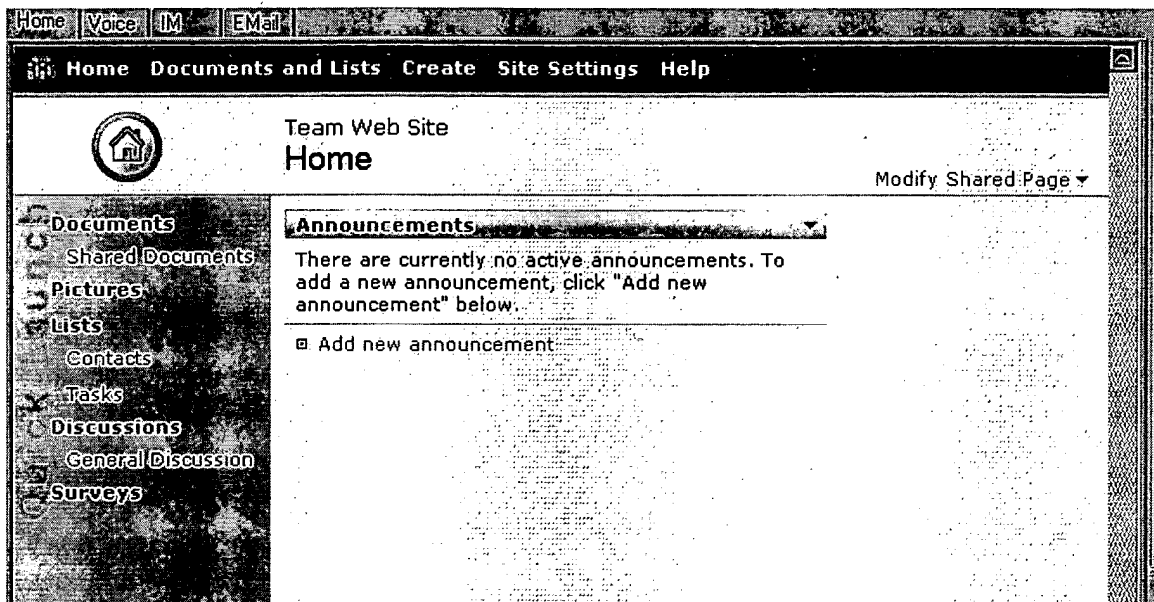 Home Voice IM EMail
Home Documents and Lists Create Site Settings Help
Team Web Site
Home
Modify Shared Page
Quick Launch
Documents
Shared Documents
Pictures
Lists
Contacts
Tasks
Discussions
General Discussion
Surveys
Announcements
There are currently no active announcements. To
add a new announcement, click "Add new
announcement" below.
Add new announcement